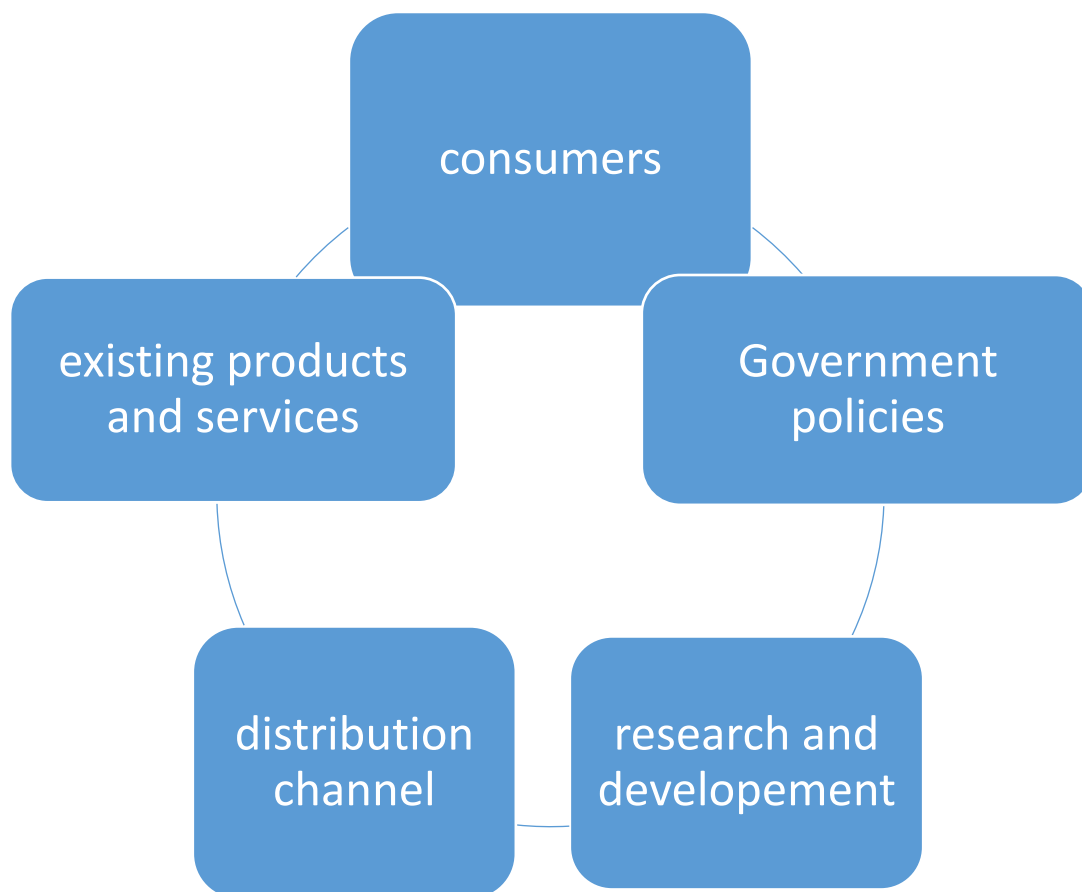 consumers
existing products
and services
Government
policies
distribution
channel
research and
developement